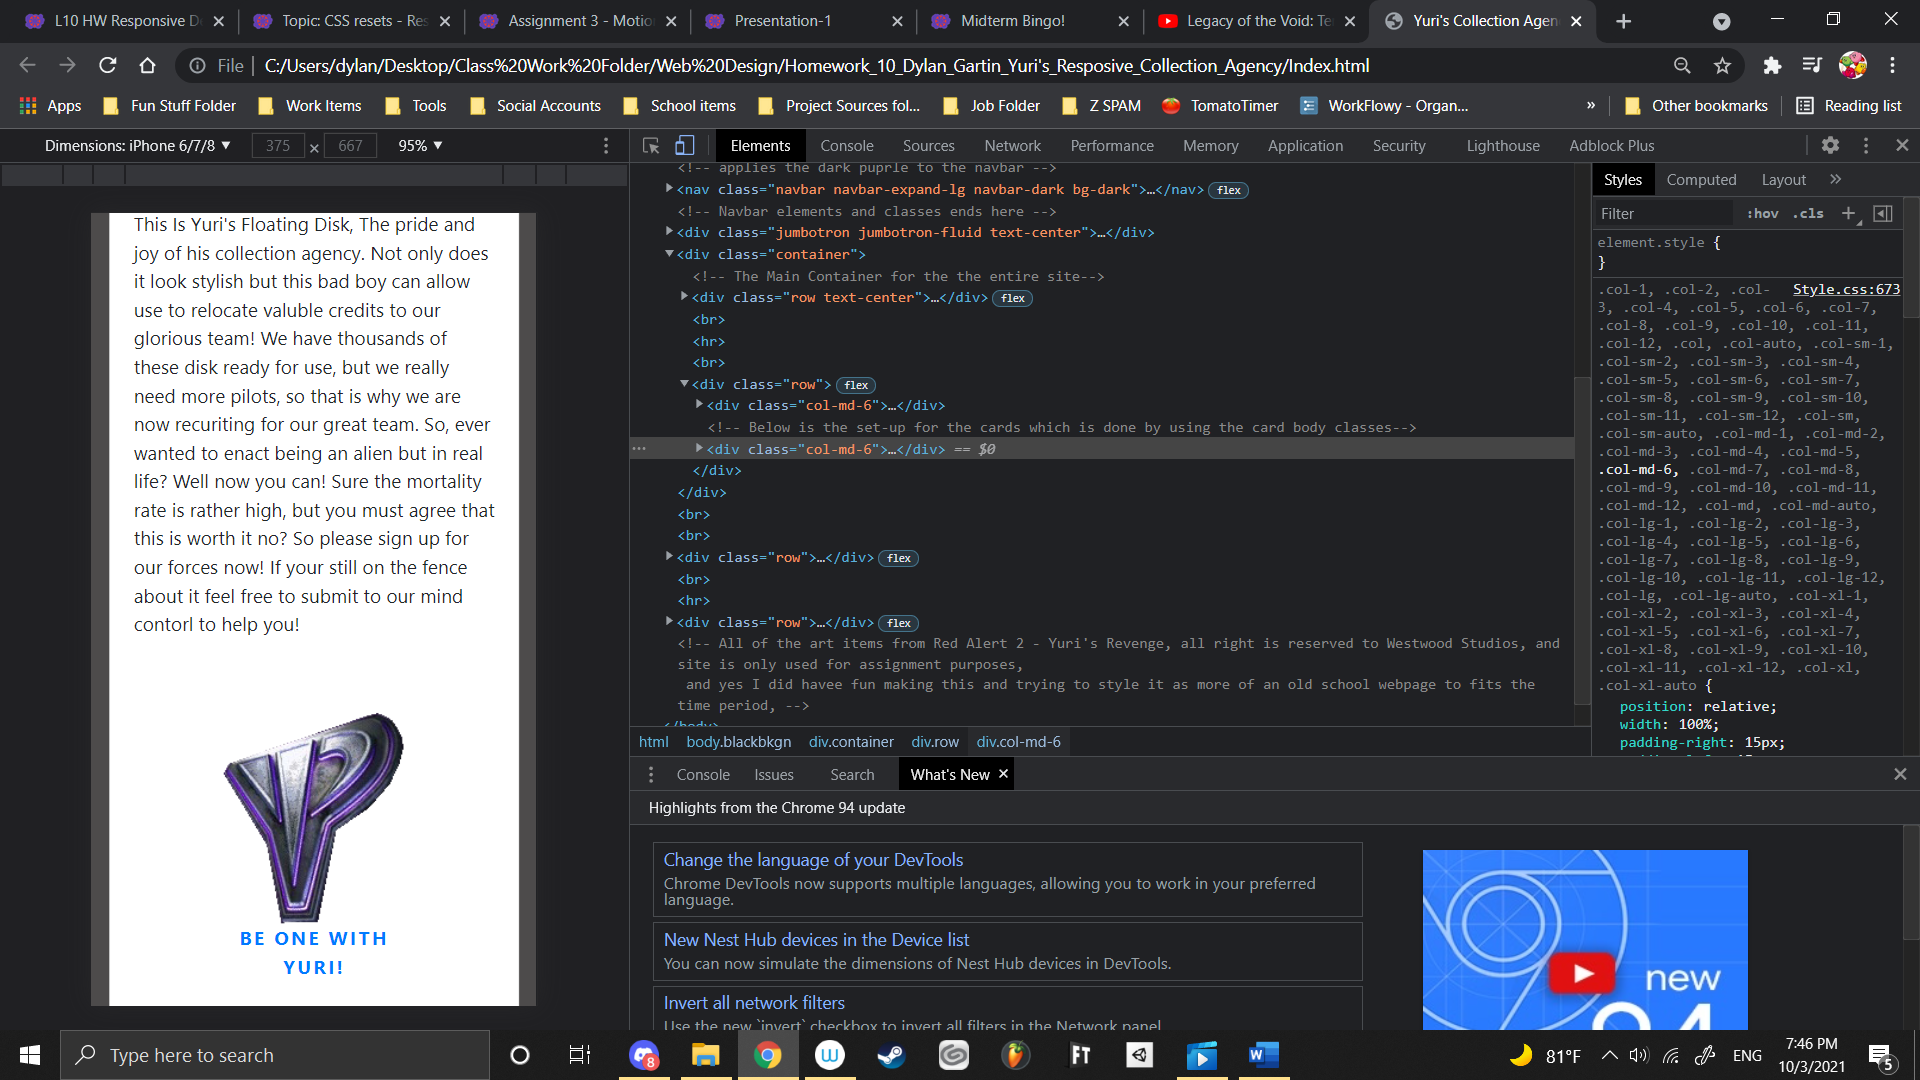 L10 HW Responsive D
Topic: CSS resets - Res
Assignment 3 - Motion
Presentation-1
Midterm Bingo!
Legacy of the Void: Te
Yuri's Collection Agen
File
C:/Users/dylan/Desktop/Class%20Work%20Folder/Web%20Design/Homework_10_Dylan_Gartin_Yuri's_Resposive_Collection_Agency/Index.html
Apps
Fun Stuff Folder
Work Items
Tools
Social Accounts
School items
Project Sources fol...
Job Folder
Z SPAM
TomatoTimer
WorkFlowy - Organ...
»
Other bookmarks
Reading list
Dimensions: iPhone 6/7/8 ▼
375 × 667
95% ▼
Elements
Console
Sources
Network
Performance
Memory
Application
Security
Lighthouse
Adblock Plus
This Is Yuri's Floating Disk, The pride and
joy of his collection agency. Not only does
it look stylish but this bad boy can allow
use to relocate valuble credits to our
glorious team! We have thousands of
these disk ready for use, but we really
need more pilots, so that is why we are
now recuriting for our great team. So, ever
wanted to enact being an alien but in real
life? Well now you can! Sure the mortality
rate is rather high, but you must agree that
this is worth it no? So please sign up for
our forces now! If your still on the fence
about it feel free to submit to our mind
contorl to help you!
BE ONE WITH
YURI!
<!-- applies the dark puprle to the navbar -->
<nav class="navbar navbar-expand-lg navbar-dark bg-dark">…</nav> flex
<!-- Navbar elements and classes ends here -->
<div class="jumbotron jumbotron-fluid text-center">…</div>
<div class="container">
<!-- The Main Container for the the entire site-->
<div class="row text-center">…</div> flex
<br>
<hr>
<br>
<div class="row"> flex
<div class="col-md-6">…</div>
<!-- Below is the set-up for the cards which is done by using the card body classes-->
<div class="col-md-6">…</div> == $0
</div>
</div>
<br>
<br>
<div class="row">…</div> flex
<br>
<hr>
<div class="row">…</div> flex
<!-- All of the art items from Red Alert 2 - Yuri's Revenge, all right is reserved to Westwood Studios, and
site is only used for assignment purposes,
and yes I did havee fun making this and trying to style it as more of an old school webpage to fits the
time period, -->
</body>
html
body.blackbkgn
div.container
div.row
div.col-md-6
Styles
Computed
Layout
»
Filter
:hov
.cls
element.style {
}
.col-1, .col-2, .col- Style.css:673
3, .col-4, .col-5, .col-6, .col-7,
.col-8, .col-9, .col-10, .col-11,
.col-12, .col, .col-auto, .col-sm-1,
.col-sm-2, .col-sm-3, .col-sm-4,
.col-sm-5, .col-sm-6, .col-sm-7,
.col-sm-8, .col-sm-9, .col-sm-10,
.col-sm-11, .col-sm-12, .col-sm,
.col-sm-auto, .col-md-1, .col-md-2,
.col-md-3, .col-md-4, .col-md-5,
.col-md-6, .col-md-7, .col-md-8,
.col-md-9, .col-md-10, .col-md-11,
.col-md-12, .col-md, .col-md-auto,
.col-lg-1, .col-lg-2, .col-lg-3,
.col-lg-4, .col-lg-5, .col-lg-6,
.col-lg-7, .col-lg-8, .col-lg-9,
.col-lg-10, .col-lg-11, .col-lg-12,
.col-lg, .col-lg-auto, .col-xl-1,
.col-xl-2, .col-xl-3, .col-xl-4,
.col-xl-5, .col-xl-6, .col-xl-7,
.col-xl-8, .col-xl-9, .col-xl-10,
.col-xl-11, .col-xl-12, .col-xl,
.col-xl-auto {
position: relative;
width: 100%;
padding-right: 15px;
Console
Issues
Search
What's New
Highlights from the Chrome 94 update
Change the language of your DevTools
Chrome DevTools now supports multiple languages, allowing you to work in your preferred
language.
New Nest Hub devices in the Device list
You can now simulate the dimensions of Nest Hub devices in DevTools.
Invert all network filters
Use the new `invert` checkbox to invert all filters in the Network panel.
new
94
Type here to search
8
W
FT
W
81°F
ENG
7:46 PM
10/3/2021
5